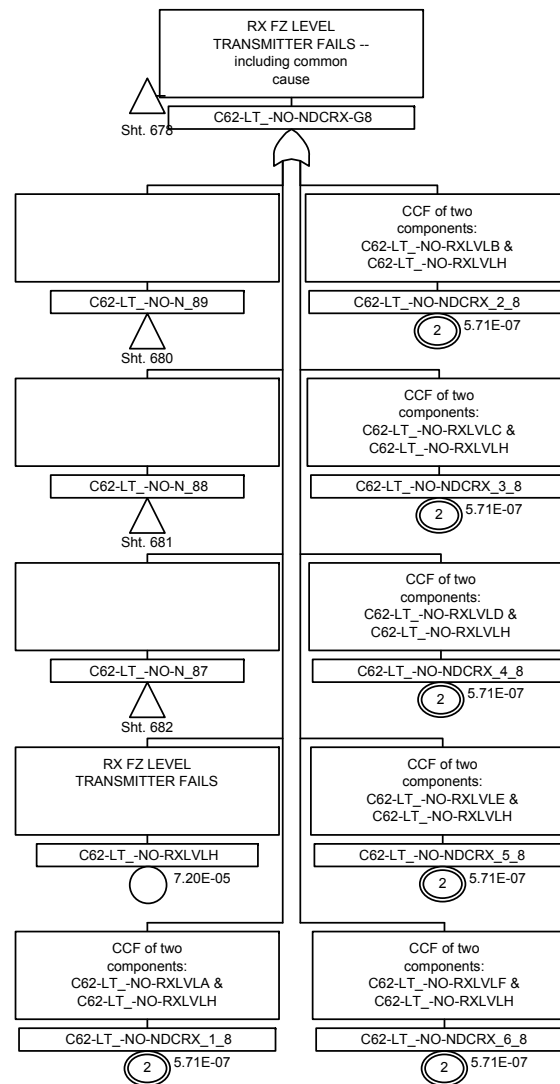 RX FZ LEVEL
TRANSMITTER FAILS --
including common
cause
C62-LT_-NO-NDCRX-G8
Sht. 678
C62-LT_-NO-N_89
Sht. 680
CCF of two
components:
C62-LT_-NO-RXLVLB &
C62-LT_-NO-RXLVLH
C62-LT_-NO-NDCRX_2_8
2
5.71E-07
C62-LT_-NO-N_88
Sht. 681
CCF of two
components:
C62-LT_-NO-RXLVLC &
C62-LT_-NO-RXLVLH
C62-LT_-NO-NDCRX_3_8
2
5.71E-07
C62-LT_-NO-N_87
Sht. 682
CCF of two
components:
C62-LT_-NO-RXLVLD &
C62-LT_-NO-RXLVLH
C62-LT_-NO-NDCRX_4_8
2
5.71E-07
RX FZ LEVEL
TRANSMITTER FAILS
C62-LT_-NO-RXLVLH
7.20E-05
CCF of two
components:
C62-LT_-NO-RXLVLE &
C62-LT_-NO-RXLVLH
C62-LT_-NO-NDCRX_5_8
2
5.71E-07
CCF of two
components:
C62-LT_-NO-RXLVLA &
C62-LT_-NO-RXLVLH
C62-LT_-NO-NDCRX_1_8
2
5.71E-07
CCF of two
components:
C62-LT_-NO-RXLVLF &
C62-LT_-NO-RXLVLH
C62-LT_-NO-NDCRX_6_8
2
5.71E-07